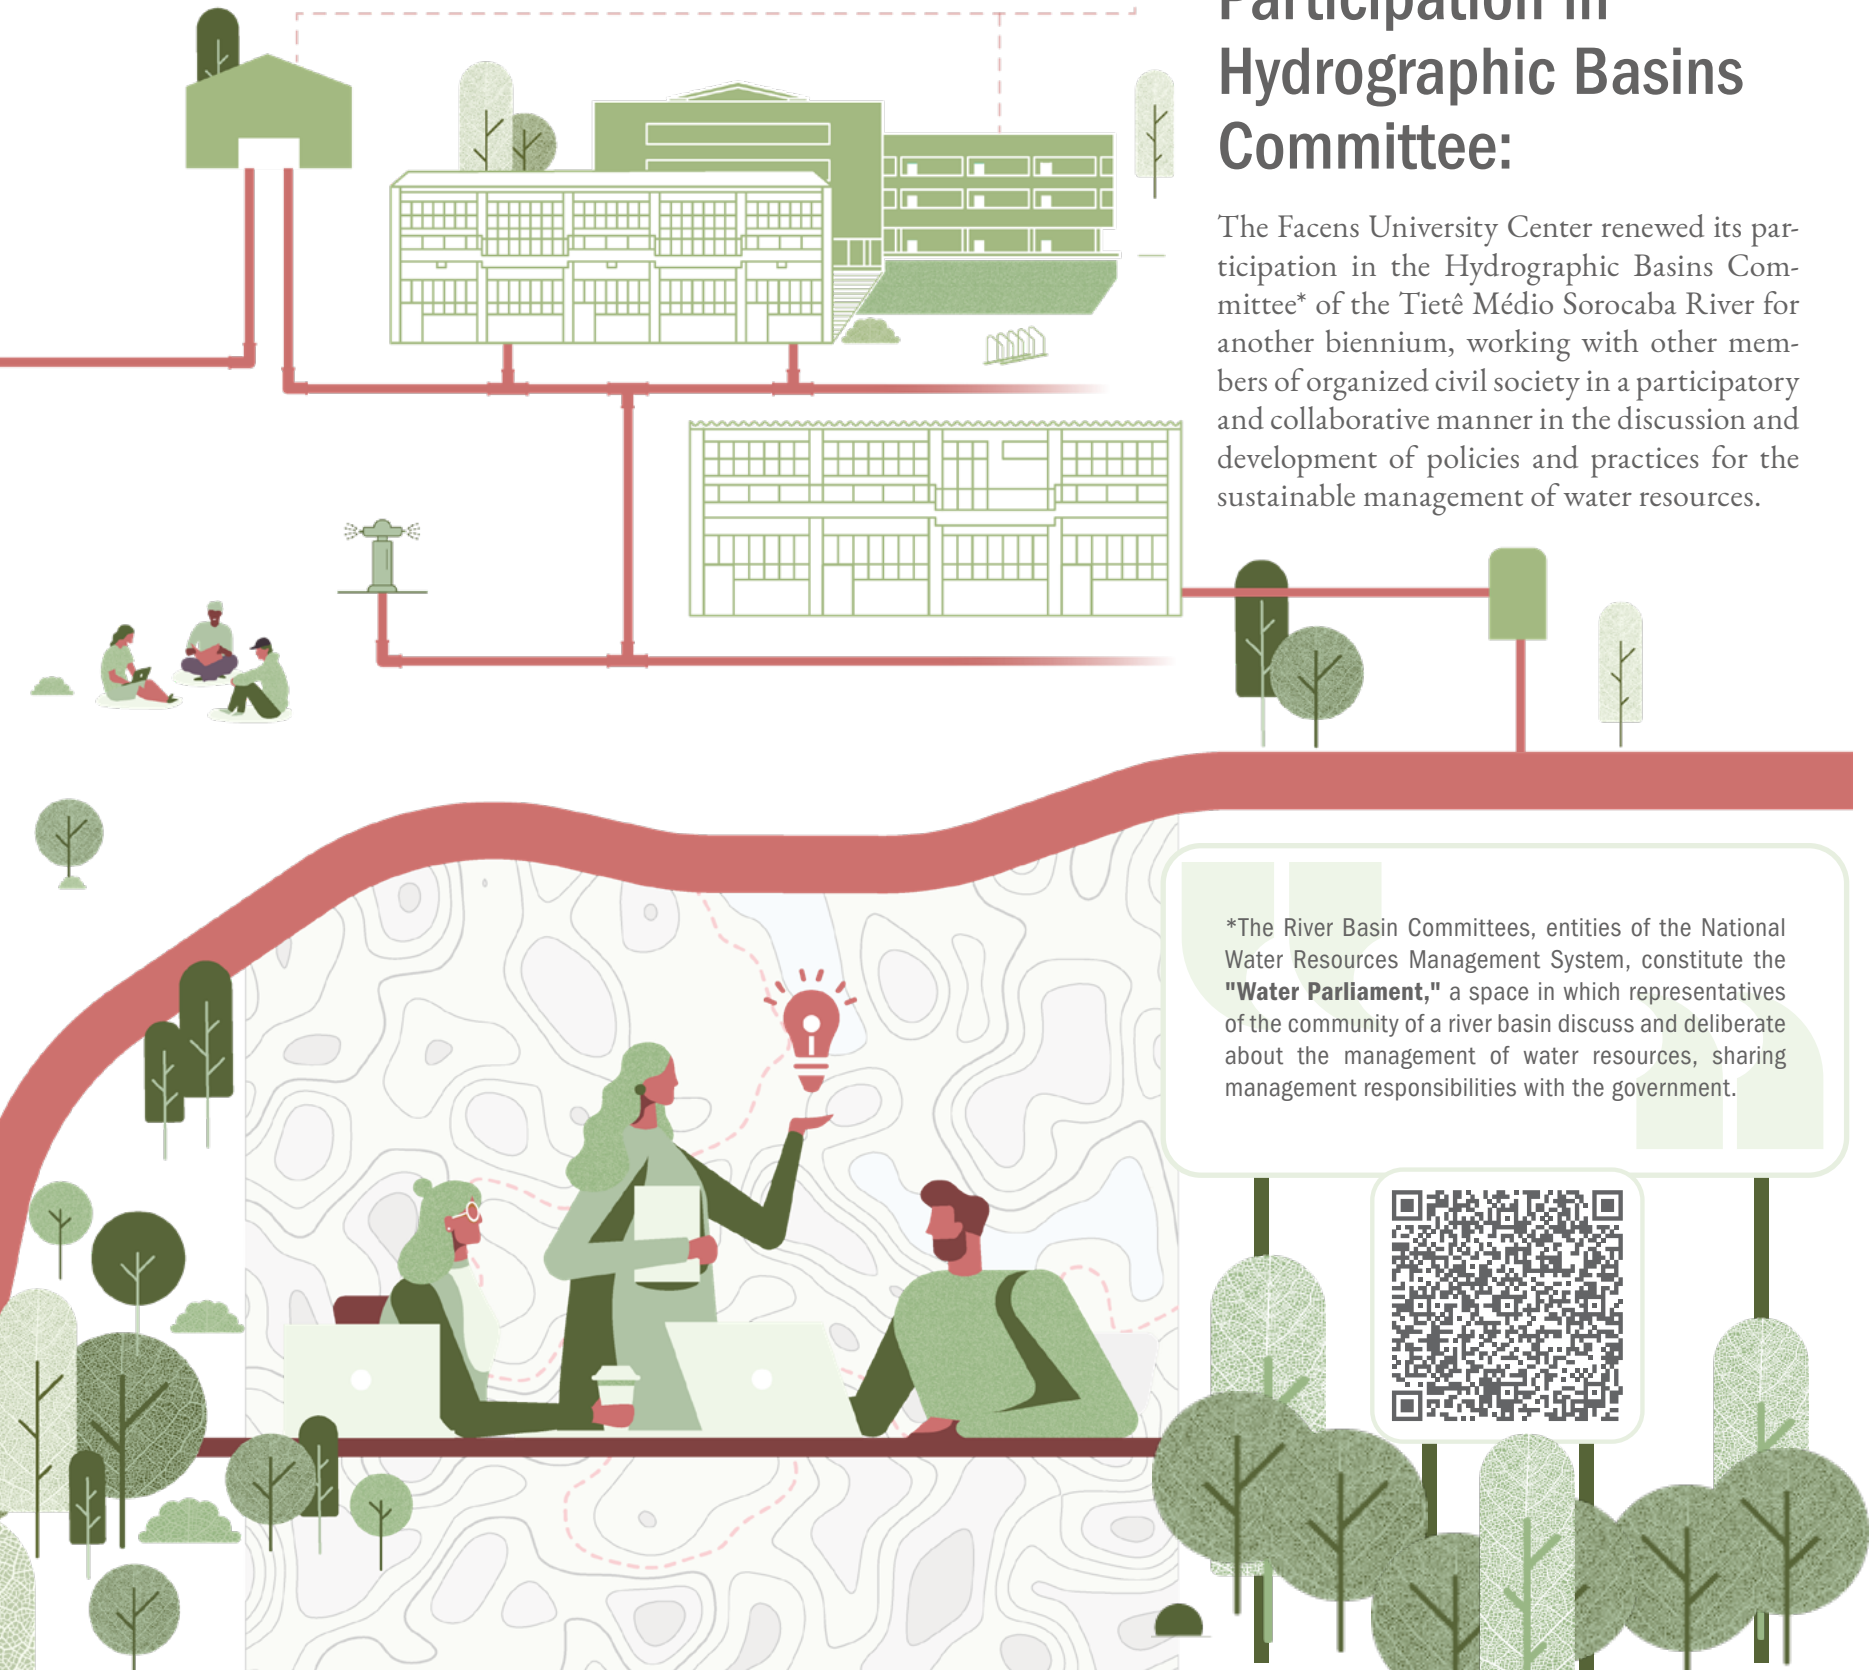 Participation in
Hydrographic Basins
Committee:
The Facens University Center renewed its par-
ticipation in the Hydrographic Basins Com-
mittee* of the Tietê Médio Sorocaba River for
another biennium, working with other mem-
bers of organized civil society in a participatory
and collaborative manner in the discussion and
development of policies and practices for the
sustainable management of water resources.
*The River Basin Committees, entities of the National
Water Resources Management System, constitute the
"Water Parliament," a space in which representatives
of the community of a river basin discuss and deliberate
about the management of water resources, sharing
management responsibilities with the government.